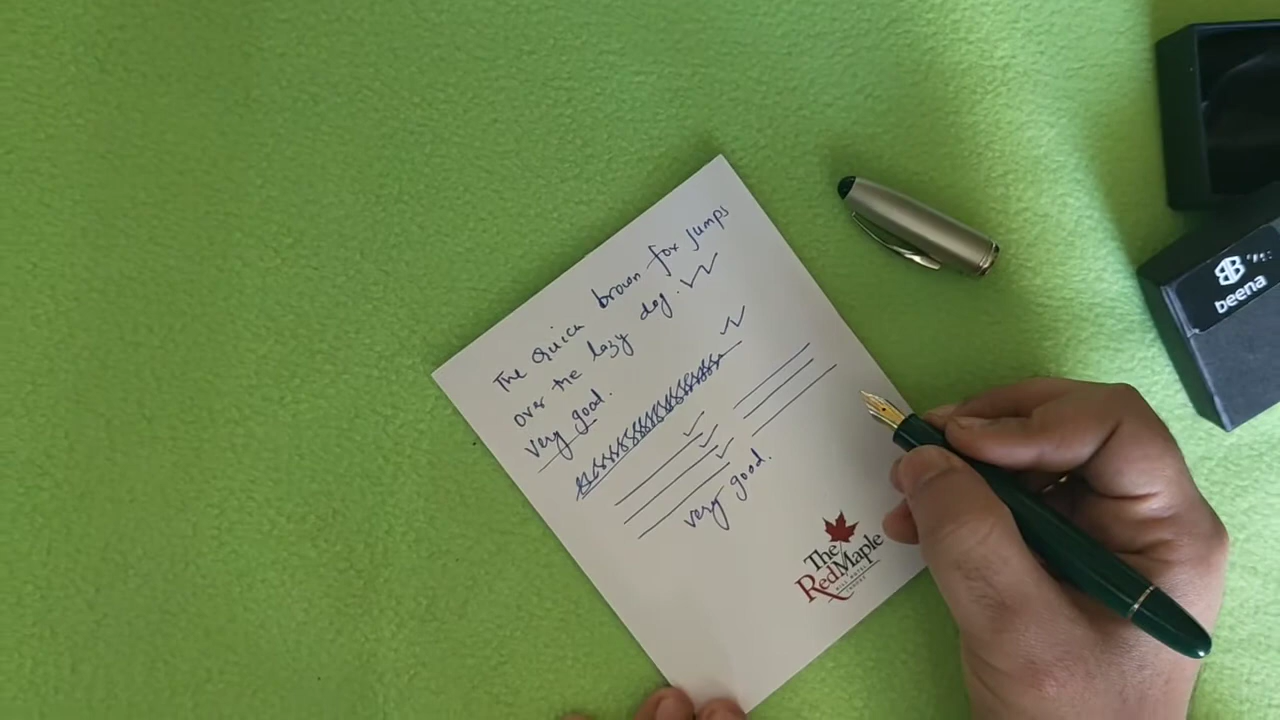 The Quick brown fox jumps
over the lazy dog.
very good.
very good.
The
Red Maple
beena